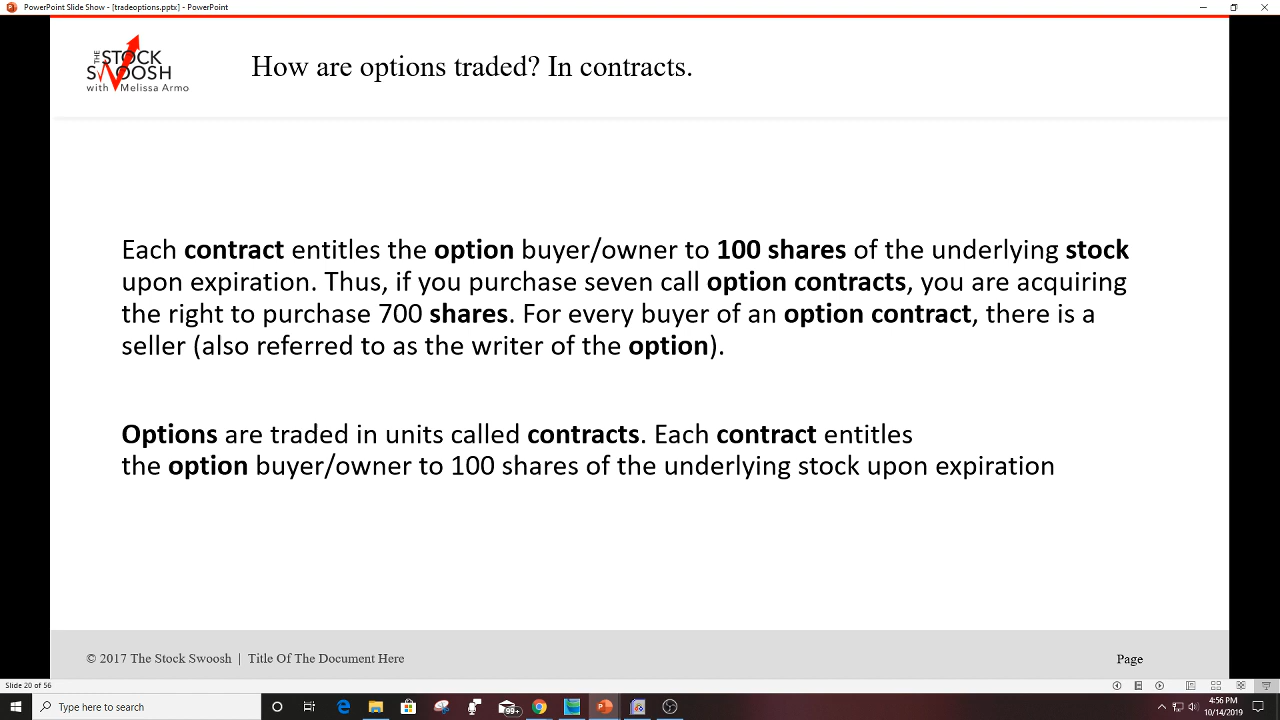 PowerPoint Slide Show - [tradeoptions.pptx] - PowerPoint
THE STOCK
SWOOSH
with Melissa Armo
How are options traded? In contracts.
Each contract entitles the option buyer/owner to 100 shares of the underlying stock
upon expiration. Thus, if you purchase seven call option contracts, you are acquiring
the right to purchase 700 shares. For every buyer of an option contract, there is a
seller (also referred to as the writer of the option).
Options are traded in units called contracts. Each contract entitles
the option buyer/owner to 100 shares of the underlying stock upon expiration
© 2017 The Stock Swoosh | Title Of The Document Here
Page
Slide 20 of 56
Type here to search
99+
4:56 PM
10/14/2019